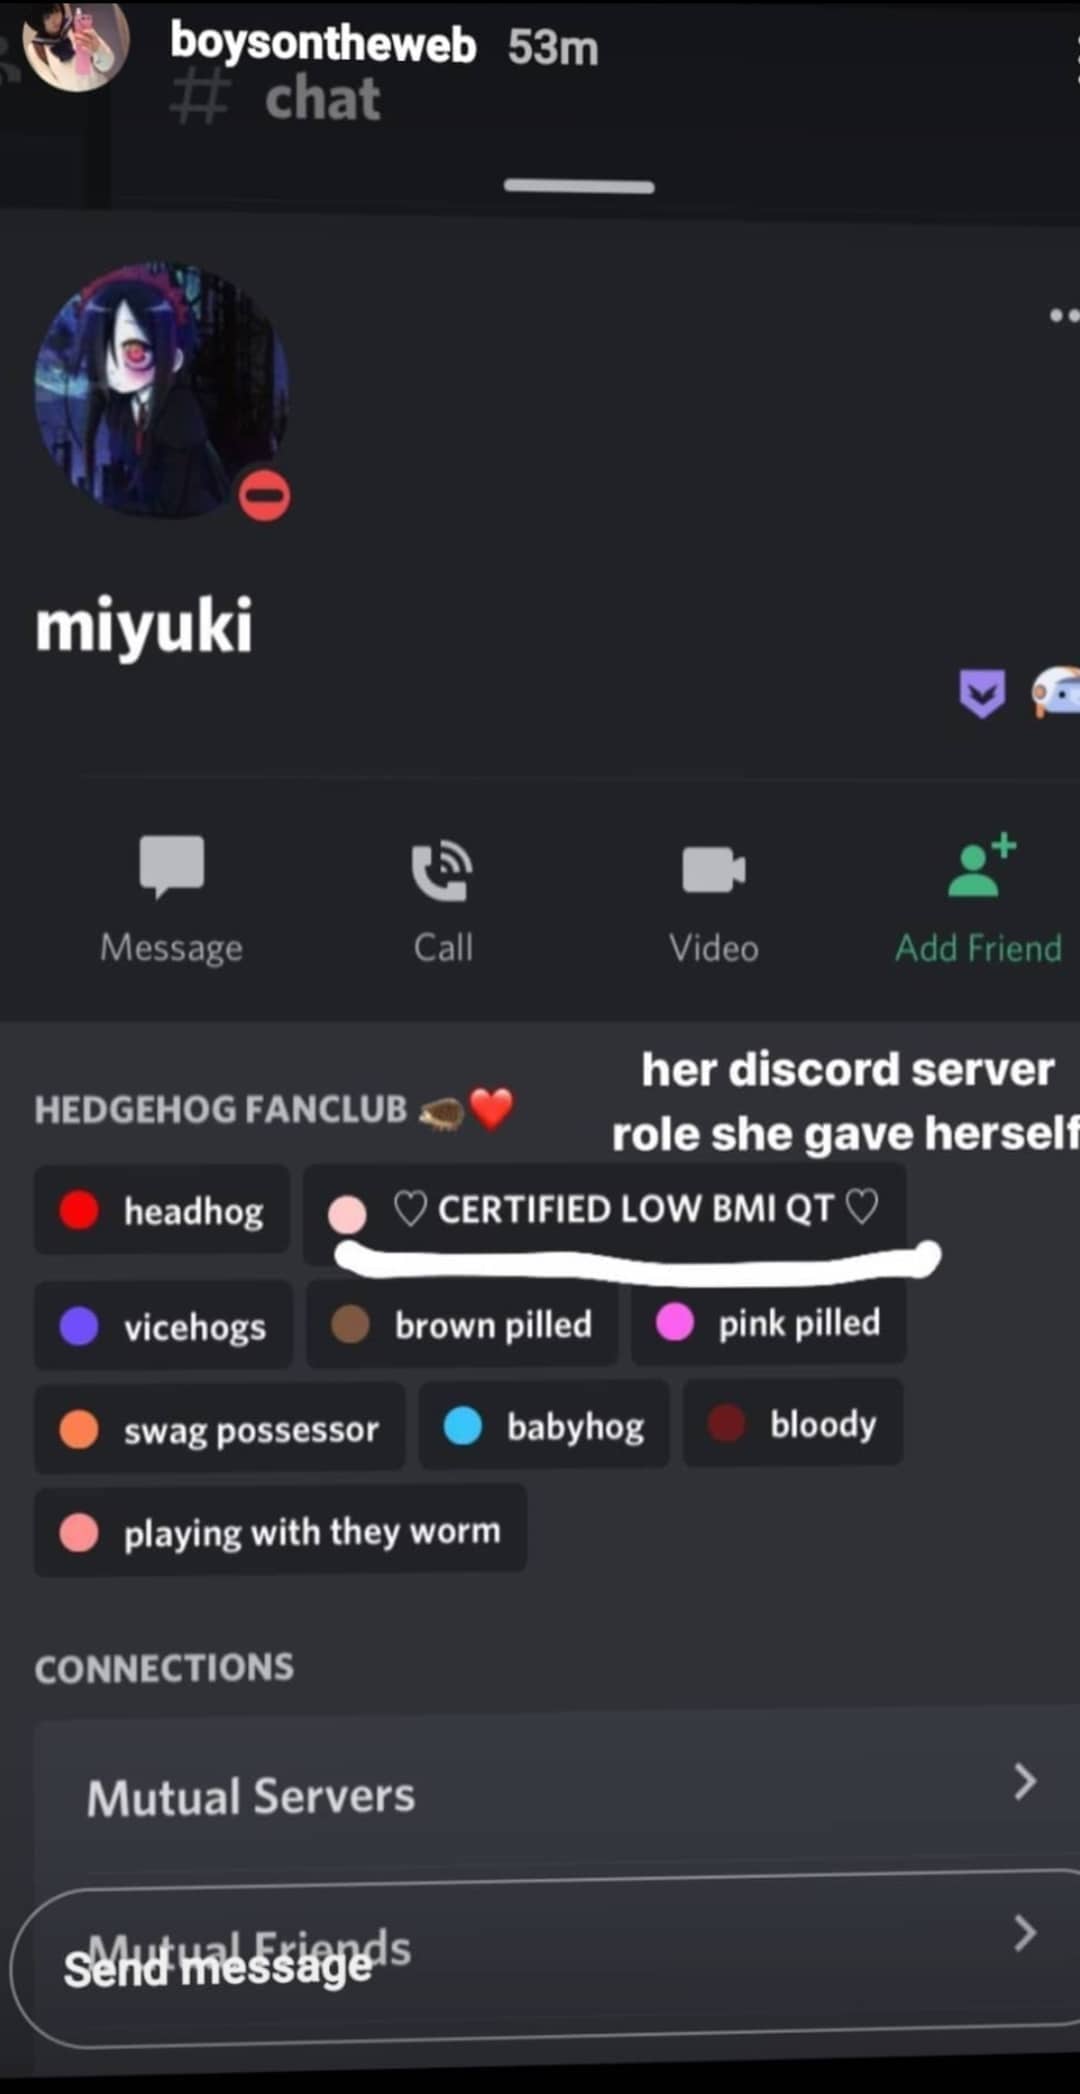 boysontheweb 53m
# chat
miyuki
Message Call Video Add Friend
her discord server
role she gave herself
HEDGEHOG FANCLUB 🦔❤️
headhog ♡ CERTIFIED LOW BMI QT ♡
vicehogs brown pilled pink pilled
swag possessor babyhog bloody
playing with they worm
CONNECTIONS
Mutual Servers
Mutual Friends
Send message